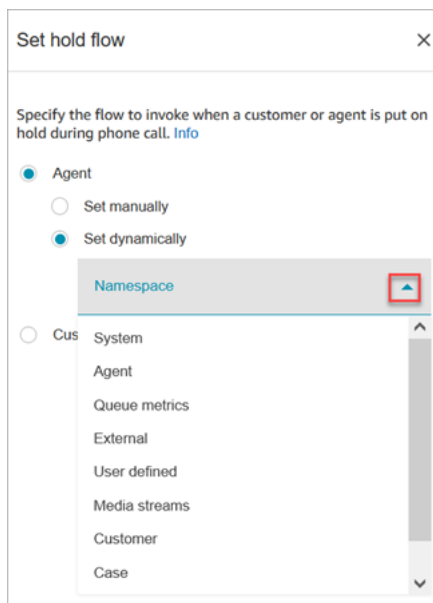 Set hold flow
Specify the flow to invoke when a customer or agent is put on
hold during phone call. Info
Agent
Set manually
Set dynamically
Namespace
Cus
System
Agent
Queue metrics
External
User defined
Media streams
Customer
Case